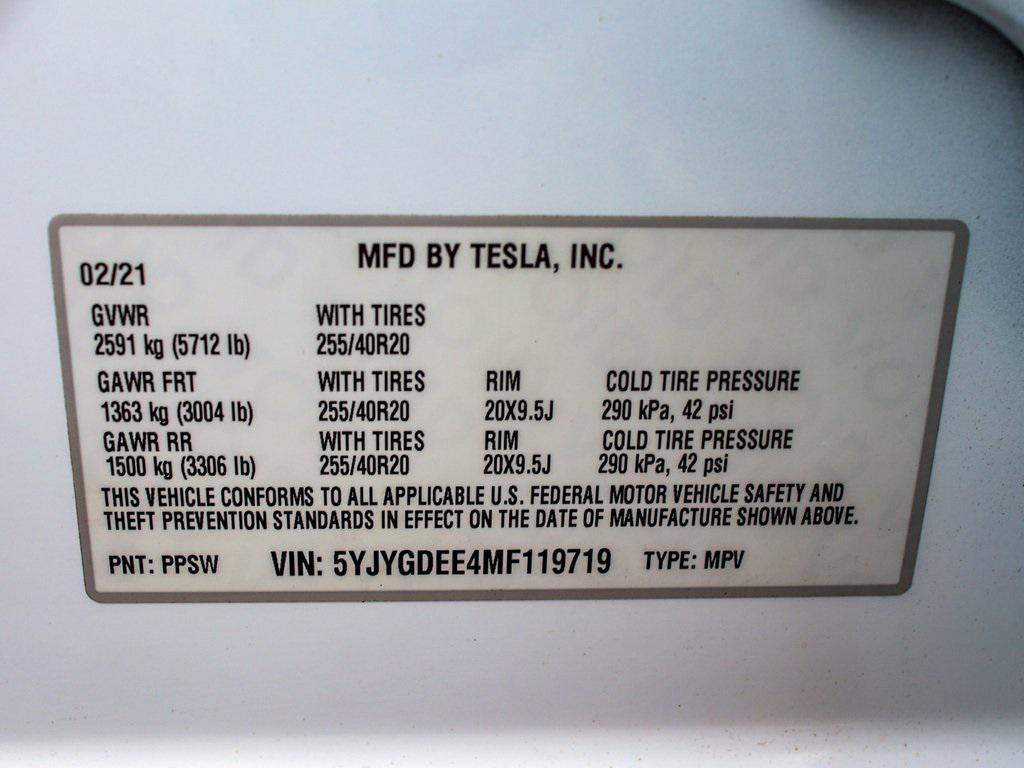 MFD BY TESLA, INC.
02/21
GVWR WITH TIRES
2591 kg (5712 lb) 255/40R20
GAWR FRT WITH TIRES RIM COLD TIRE PRESSURE
1363 kg (3004 lb) 255/40R20 20X9.5J 290 kPa, 42 psi
GAWR RR WITH TIRES RIM COLD TIRE PRESSURE
1500 kg (3306 lb) 255/40R20 20X9.5J 290 kPa, 42 psi
THIS VEHICLE CONFORMS TO ALL APPLICABLE U.S. FEDERAL MOTOR VEHICLE SAFETY AND
THEFT PREVENTION STANDARDS IN EFFECT ON THE DATE OF MANUFACTURE SHOWN ABOVE.
PNT: PPSW VIN: 5YJYGDEE4MF119719 TYPE: MPV